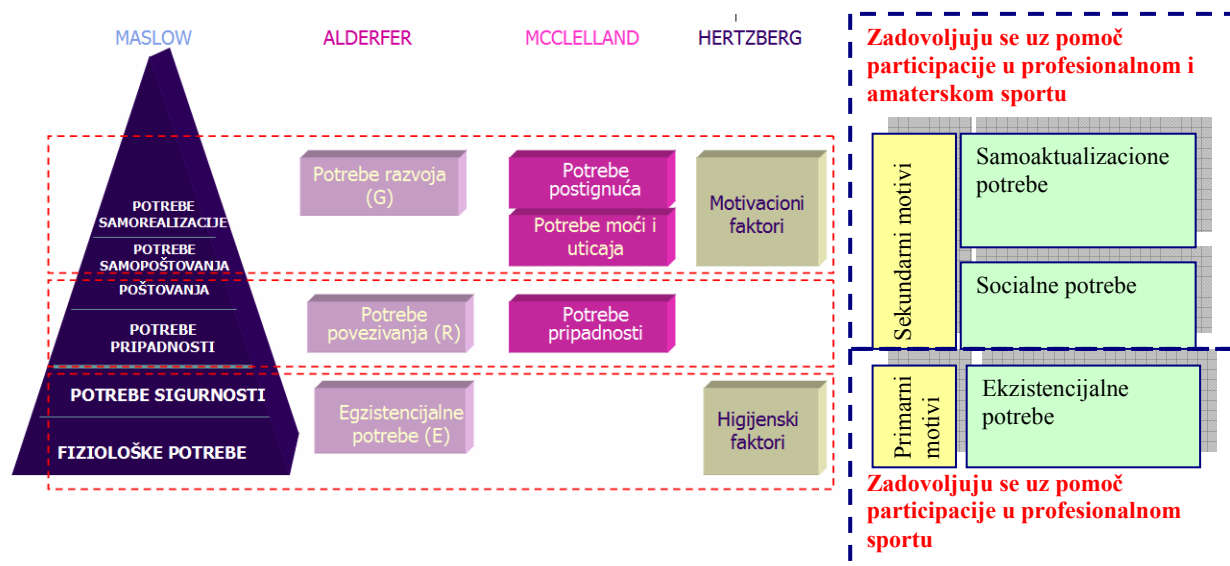 MASLOW
ALDERFER
MCCLELLAND
HERTZBERG
POTREBE
SAMOREALIZACIJE
POTREBE
SAMOPOŠTOVANJA
POŠTOVANJA
POTREBE
PRIPADNOSTI
POTREBE SIGURNOSTI
FIZIOLOŠKE POTREBE
Potrebe razvoja
(G)
Potrebe
povezivanja (R)
Egzistencijalne
potrebe (E)
Potrebe
postignuća
Potrebe moći i
uticaja
Potrebe
pripadnosti
Motivacioni
faktori
Higijenski
faktori
Zadovoljuju se uz pomoč
participacije u profesionalnom i
amaterskom sportu
Sekundarni motivi
Samoaktualizacione
potrebe
Socialne potrebe
Primarni
motivi
Ekzistencijalne
potrebe
Zadovoljuju se uz pomoč
participacije u profesionalnom
sportu